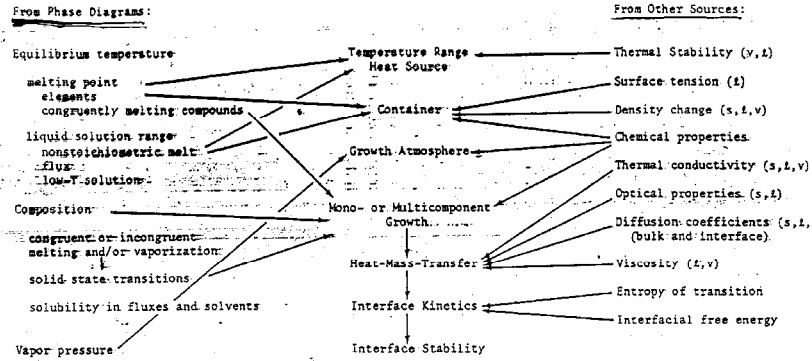 From Phase Diagrams:
Equilibrium temperature
melting point
elements
congruently melting compounds
liquid solution range
nonstoichiometric melt
flux
low-T solution
Composition
congruent or incongruent
melting and/or vaporization
solid state transitions
solubility in fluxes and solvents
Vapor pressure
Temperature Range
Heat Source
Container
Growth Atmosphere
Mono- or Multicomponent
Growth
Heat-Mass-Transfer
Interface Kinetics
Interface Stability
From Other Sources:
Thermal Stability (v,ℓ)
Surface tension (ℓ)
Density change (s,ℓ,v)
Chemical properties
Thermal conductivity (s,ℓ,v)
Optical properties (s,ℓ)
Diffusion coefficients (s,ℓ,
(bulk and interface)
Viscosity (ℓ,v)
Entropy of transition
Interfacial free energy